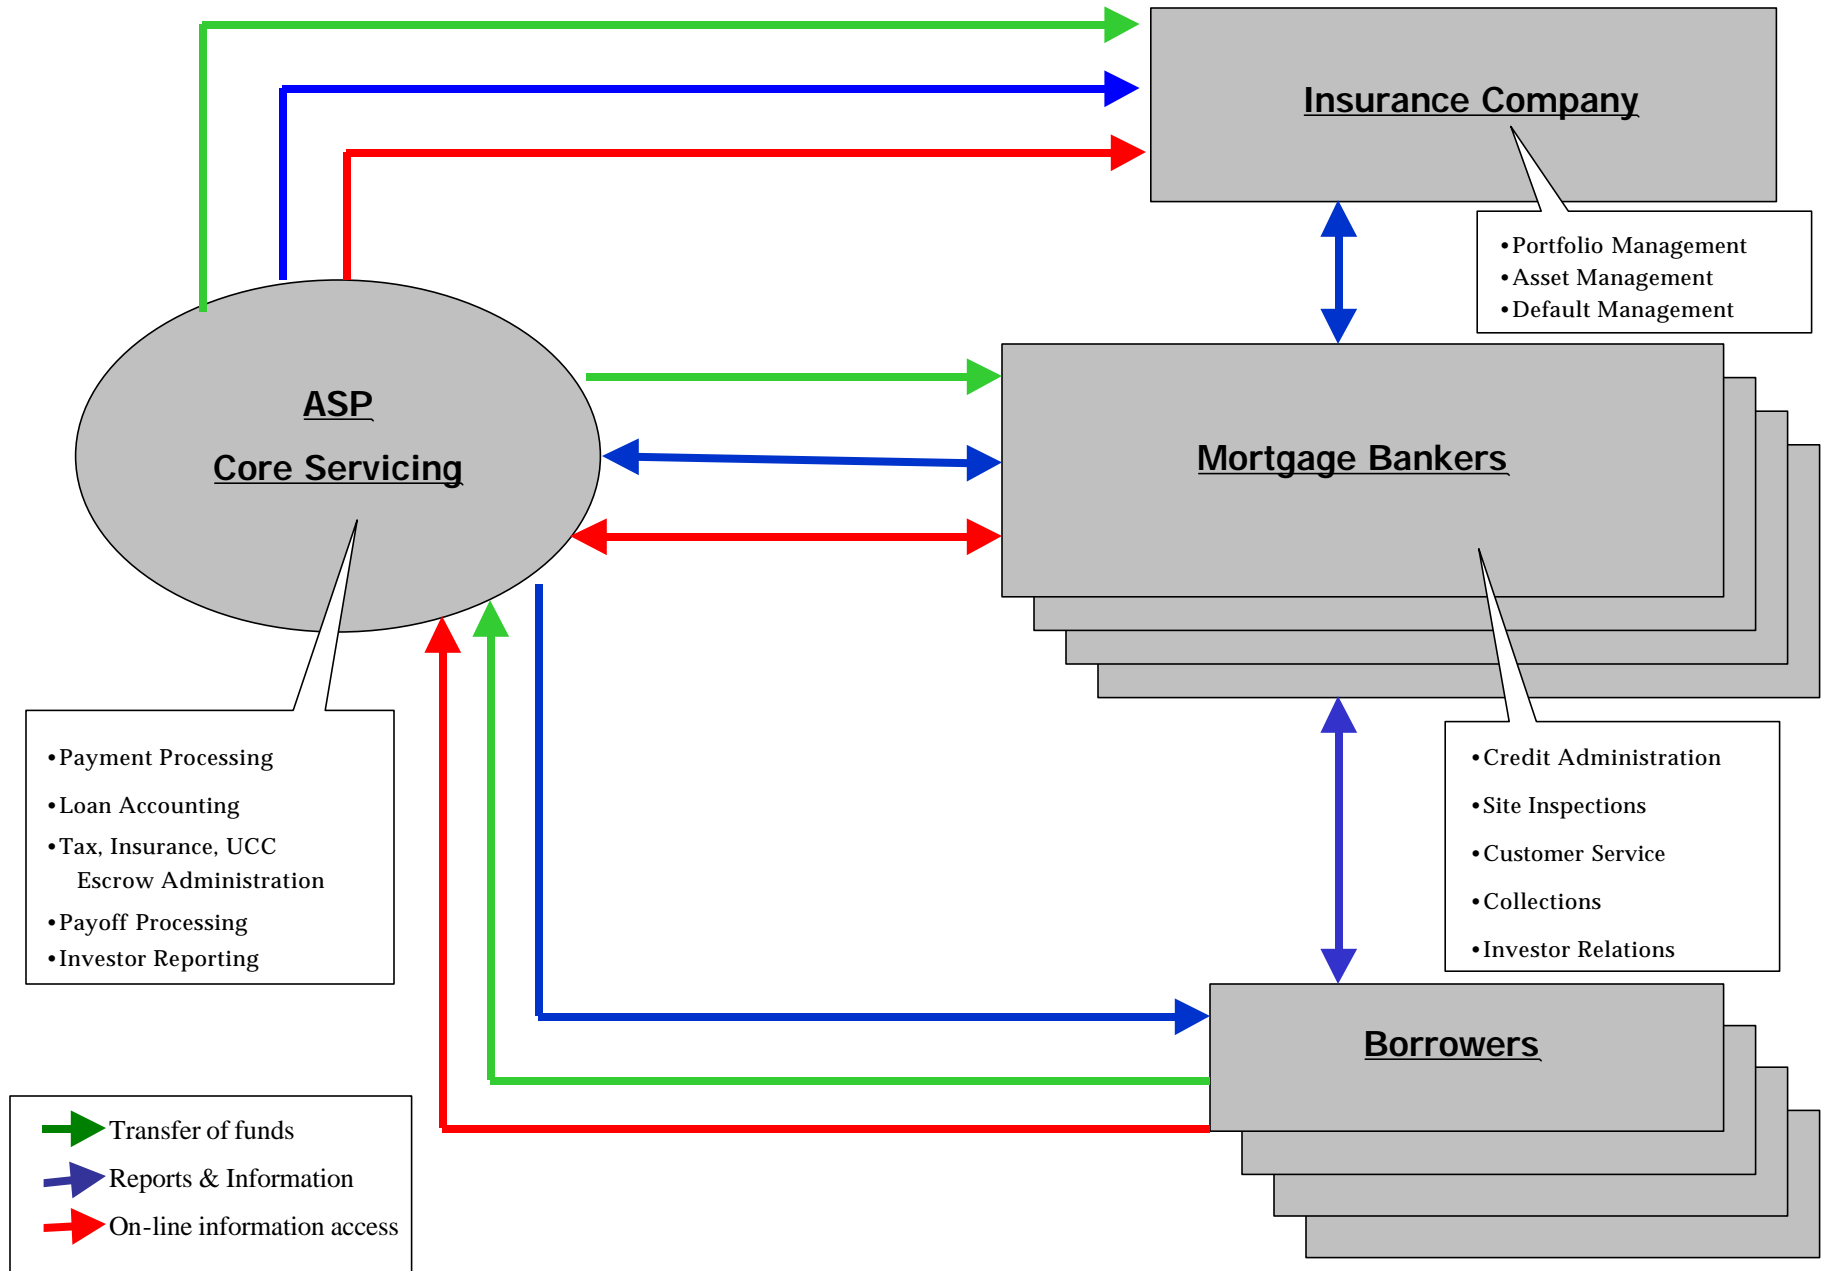 Insurance Company
•Portfolio Management
•Asset Management
•Default Management
ASP
Core Servicing
Mortgage Bankers
•Payment Processing
•Loan Accounting
•Tax, Insurance, UCC
Escrow Administration
•Payoff Processing
•Investor Reporting
•Credit Administration
•Site Inspections
•Customer Service
•Collections
•Investor Relations
Borrowers
Transfer of funds
Reports & Information
On-line information access